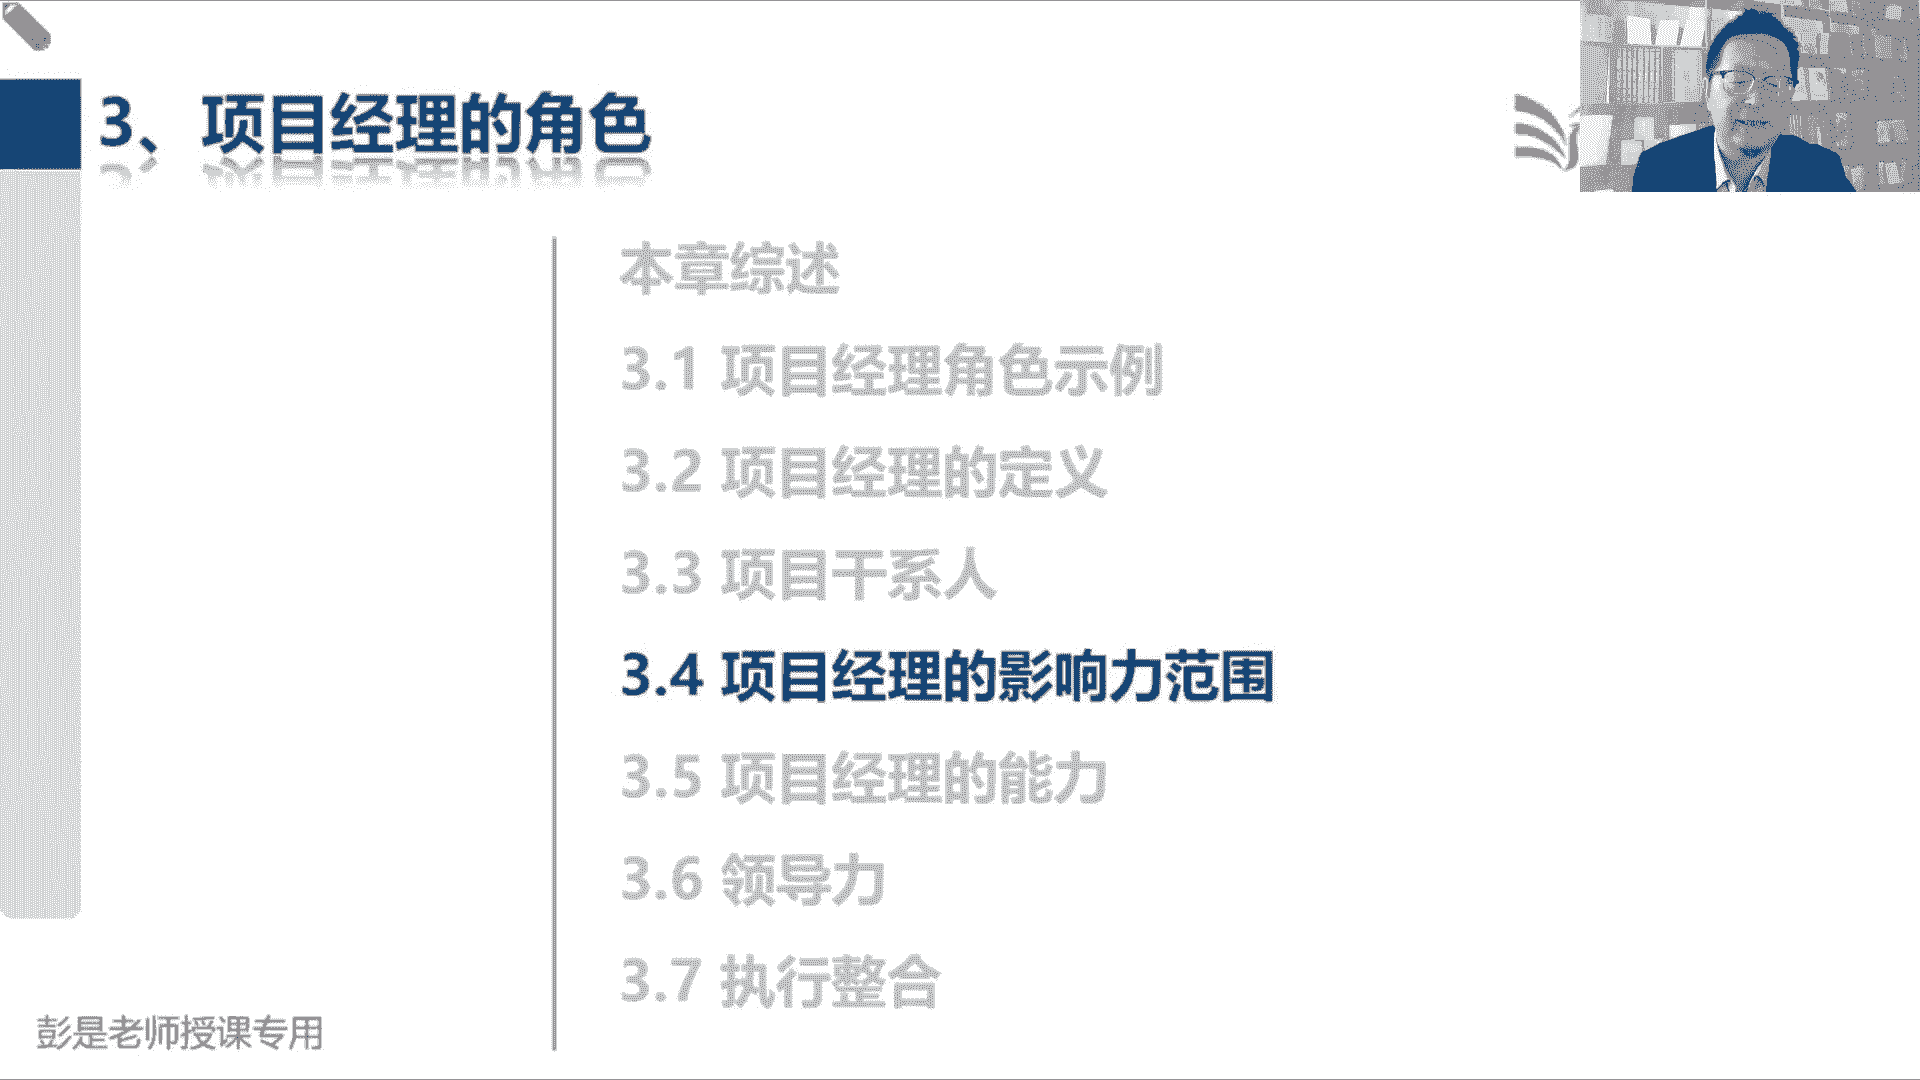 3、项目经理的角色
本章综述
3.1 项目经理角色示例
3.2 项目经理的定义
3.3 项目干系人
3.4 项目经理的影响力范围
3.5 项目经理的能力
3.6 领导力
3.7 执行整合
彭是老师授课专用